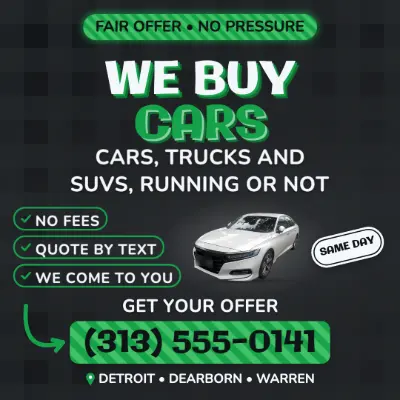 FAIR OFFER • NO PRESSURE
WE BUY
CARS
CARS, TRUCKS AND
SUVS, RUNNING OR NOT
NO FEES
QUOTE BY TEXT
WE COME TO YOU
SAME DAY
GET YOUR OFFER
(313) 555-0141
DETROIT • DEARBORN • WARREN